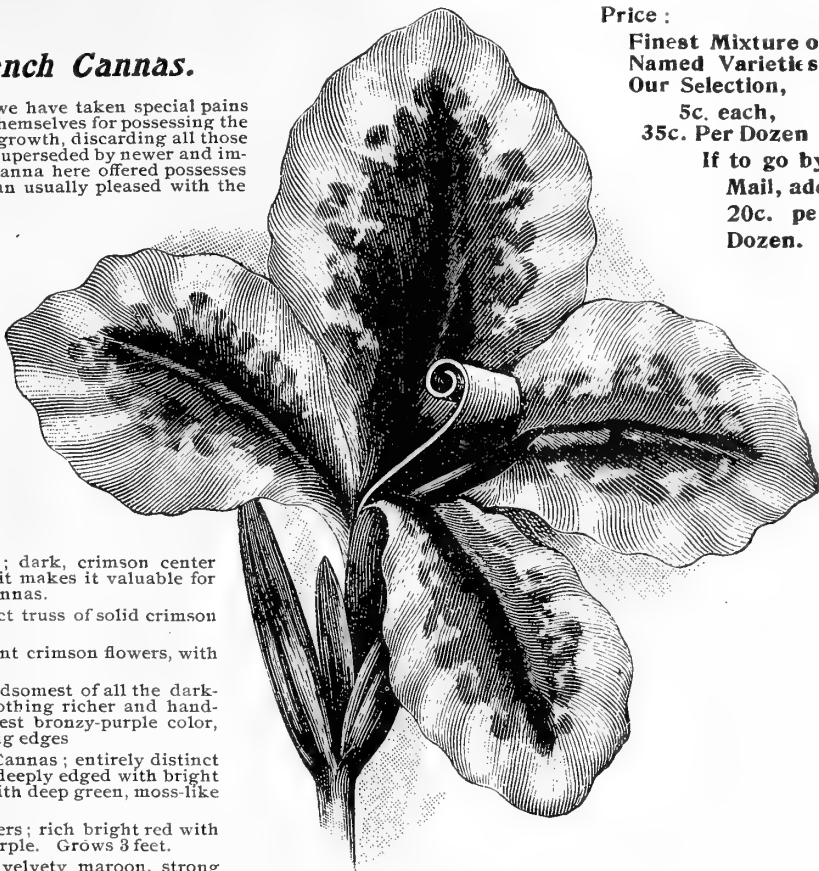 ench Cannas.
we have taken special pains
hemselves for possessing the
growth, discarding all those
uperseded by newer and im-
anna here offered possesses
an usually pleased with the
Price :
Finest Mixture o
Named Varieties
Our Selection,
5c. each,
35c. Per Dozen
If to go by
Mail, add
20c. pe
Dozen.
; dark, crimson center
it makes it valuable for
nnas.
ct truss of solid crimson
nt crimson flowers, with
dsomest of all the dark-
othing richer and hand-
est bronzy-purple color,
g edges
Cannas ; entirely distinct
deeply edged with bright
ith deep green, moss-like
ers ; rich bright red with
rple. Grows 3 feet.
velvety maroon, strong